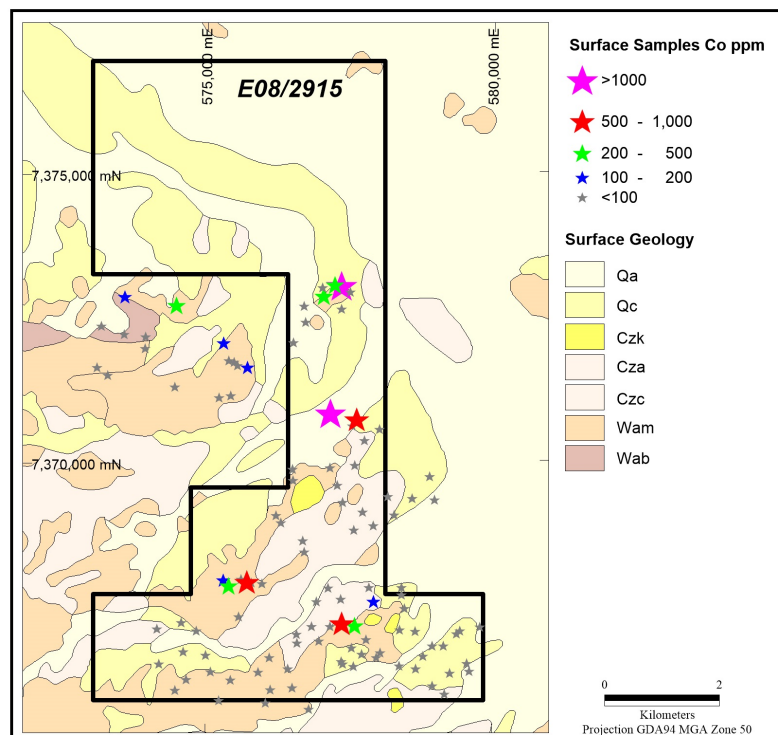 575,000 mE
580,000 mE
E08/2915
7,375,000 mN
7,370,000 mN
Surface Samples Co ppm
>1000
500 - 1,000
200 - 500
100 - 200
<100
Surface Geology
Qa
Qc
Czk
Cza
Czc
Wam
Wab
0 2
Kilometers
Projection GDA94 MGA Zone 50